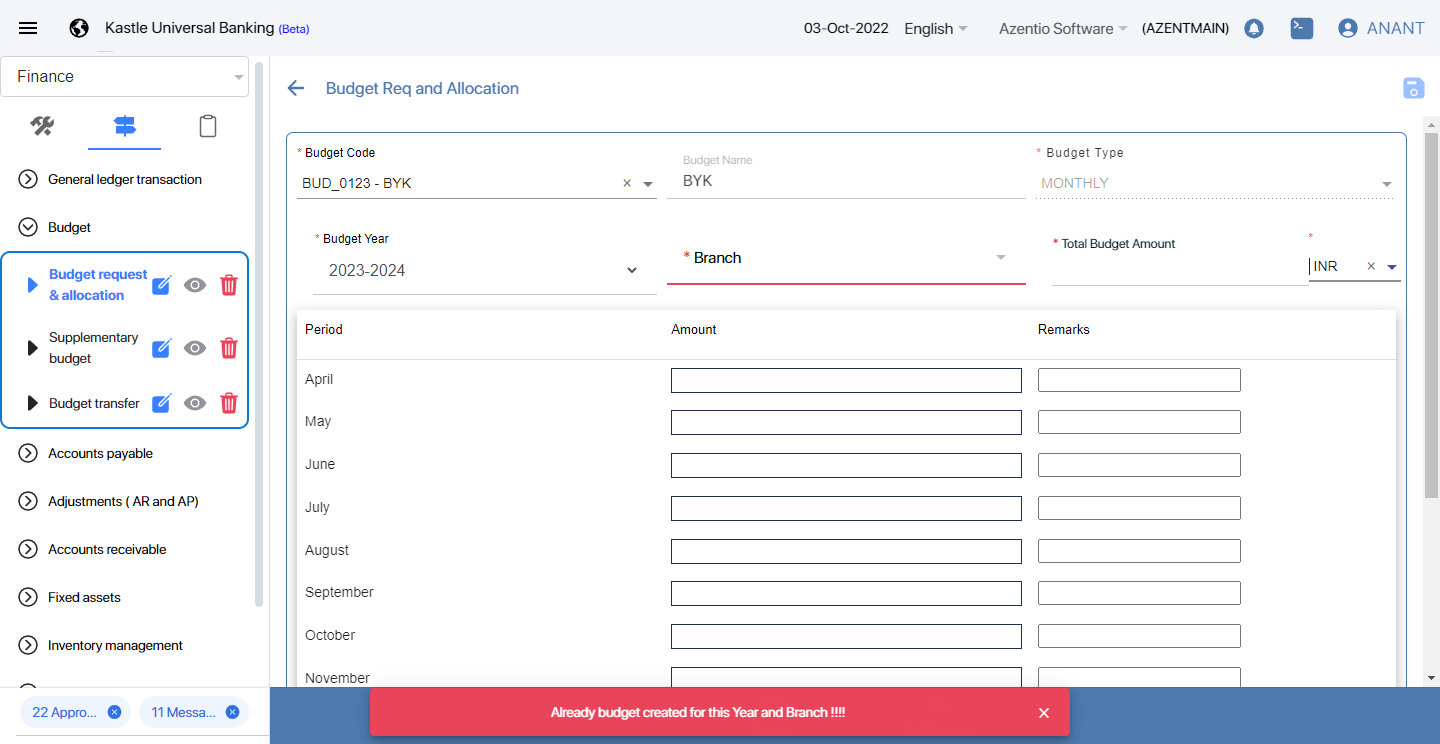 Kastle Universal Banking (Beta)
03-Oct-2022
English
Azentio Software
(AZENTMAIN)
ANANT
Finance
General ledger transaction
Budget
Budget request
& allocation
Supplementary
budget
Budget transfer
Accounts payable
Adjustments ( AR and AP)
Accounts receivable
Fixed assets
Inventory management
22 Appro...
11 Messa...
Budget Req and Allocation
* Budget Code
BUD_0123 - BYK
Budget Name
BYK
* Budget Type
MONTHLY
* Budget Year
2023-2024
* Branch
* Total Budget Amount
*
INR
Period Amount Remarks
April
May
June
July
August
September
October
November
Already budget created for this Year and Branch !!!!